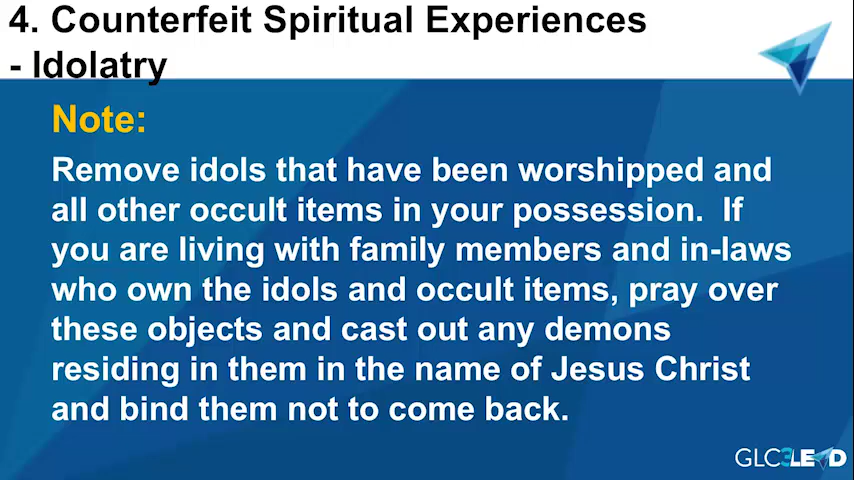 4. Counterfeit Spiritual Experiences
- Idolatry
Note:
Remove idols that have been worshipped and
all other occult items in your possession.  If
you are living with family members and in-laws
who own the idols and occult items, pray over
these objects and cast out any demons
residing in them in the name of Jesus Christ
and bind them not to come back.
GLC